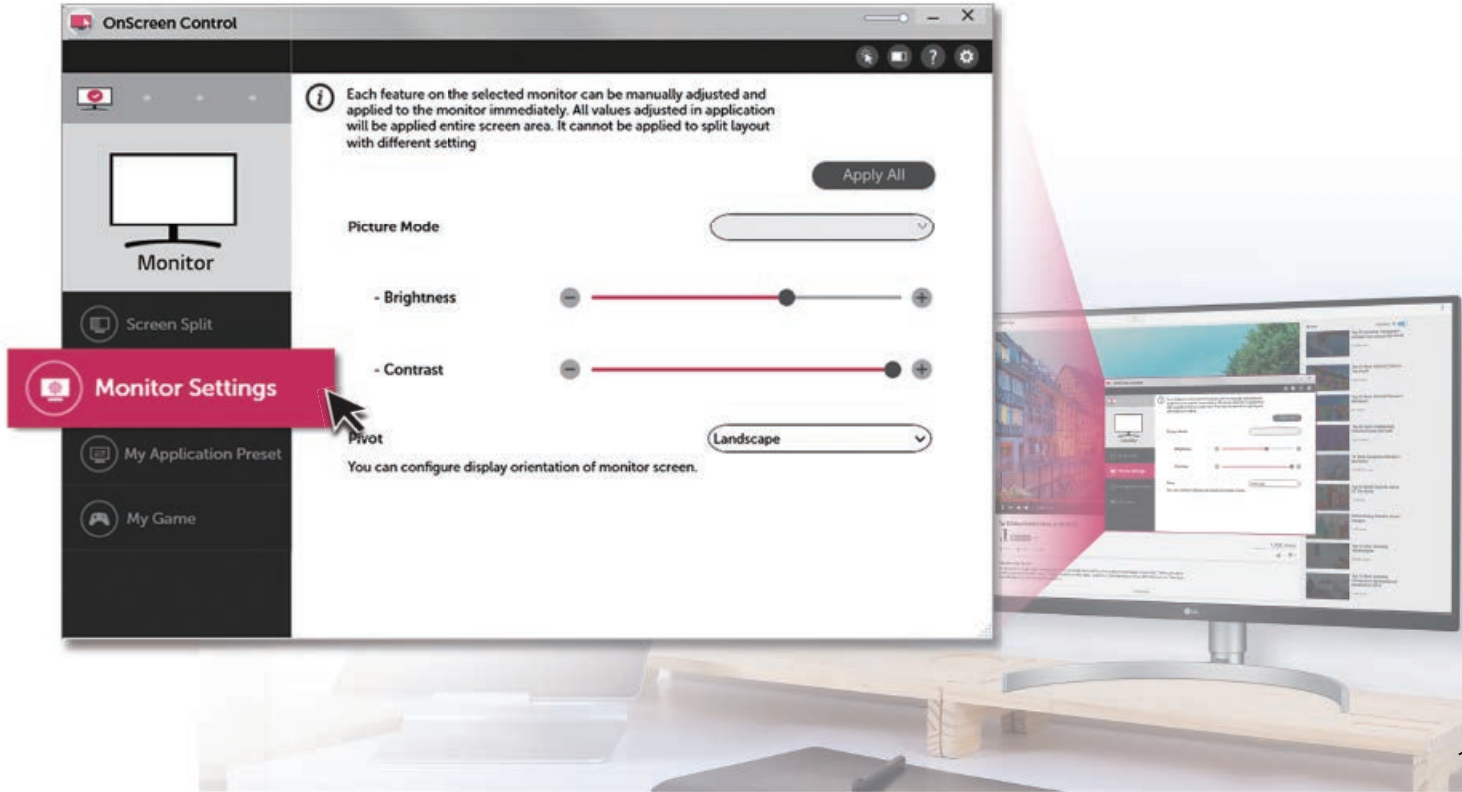 OnScreen Control
?
i
Each feature on the selected monitor can be manually adjusted and
applied to the monitor immediately. All values adjusted in application
will be applied entire screen area. It cannot be applied to split layout
with different setting
Apply All
Monitor
Picture Mode
- Brightness
- Contrast
Screen Split
Monitor Settings
My Application Preset
My Game
Pivot
Landscape
You can configure display orientation of monitor screen.
LG